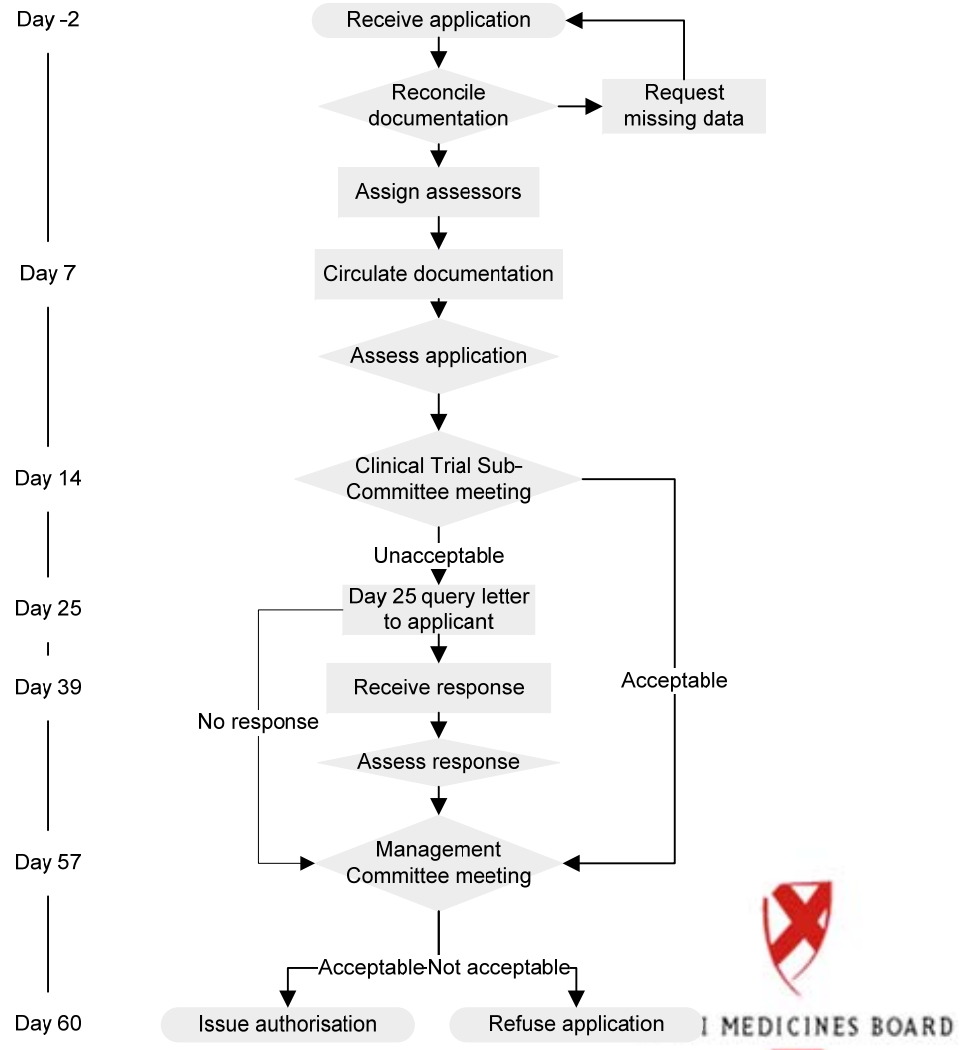 Day -2
Receive application
Reconcile
documentation
Request
missing data
Assign assessors
Day 7
Circulate documentation
Assess application
Day 14
Clinical Trial Sub-
Committee meeting
Unacceptable
Day 25
Day 25 query letter
to applicant
Day 39
Receive response
Acceptable
No response
Assess response
Day 57
Management
Committee meeting
Acceptable
Not acceptable
Day 60
Issue authorisation
Refuse application
I MEDICINES BOARD